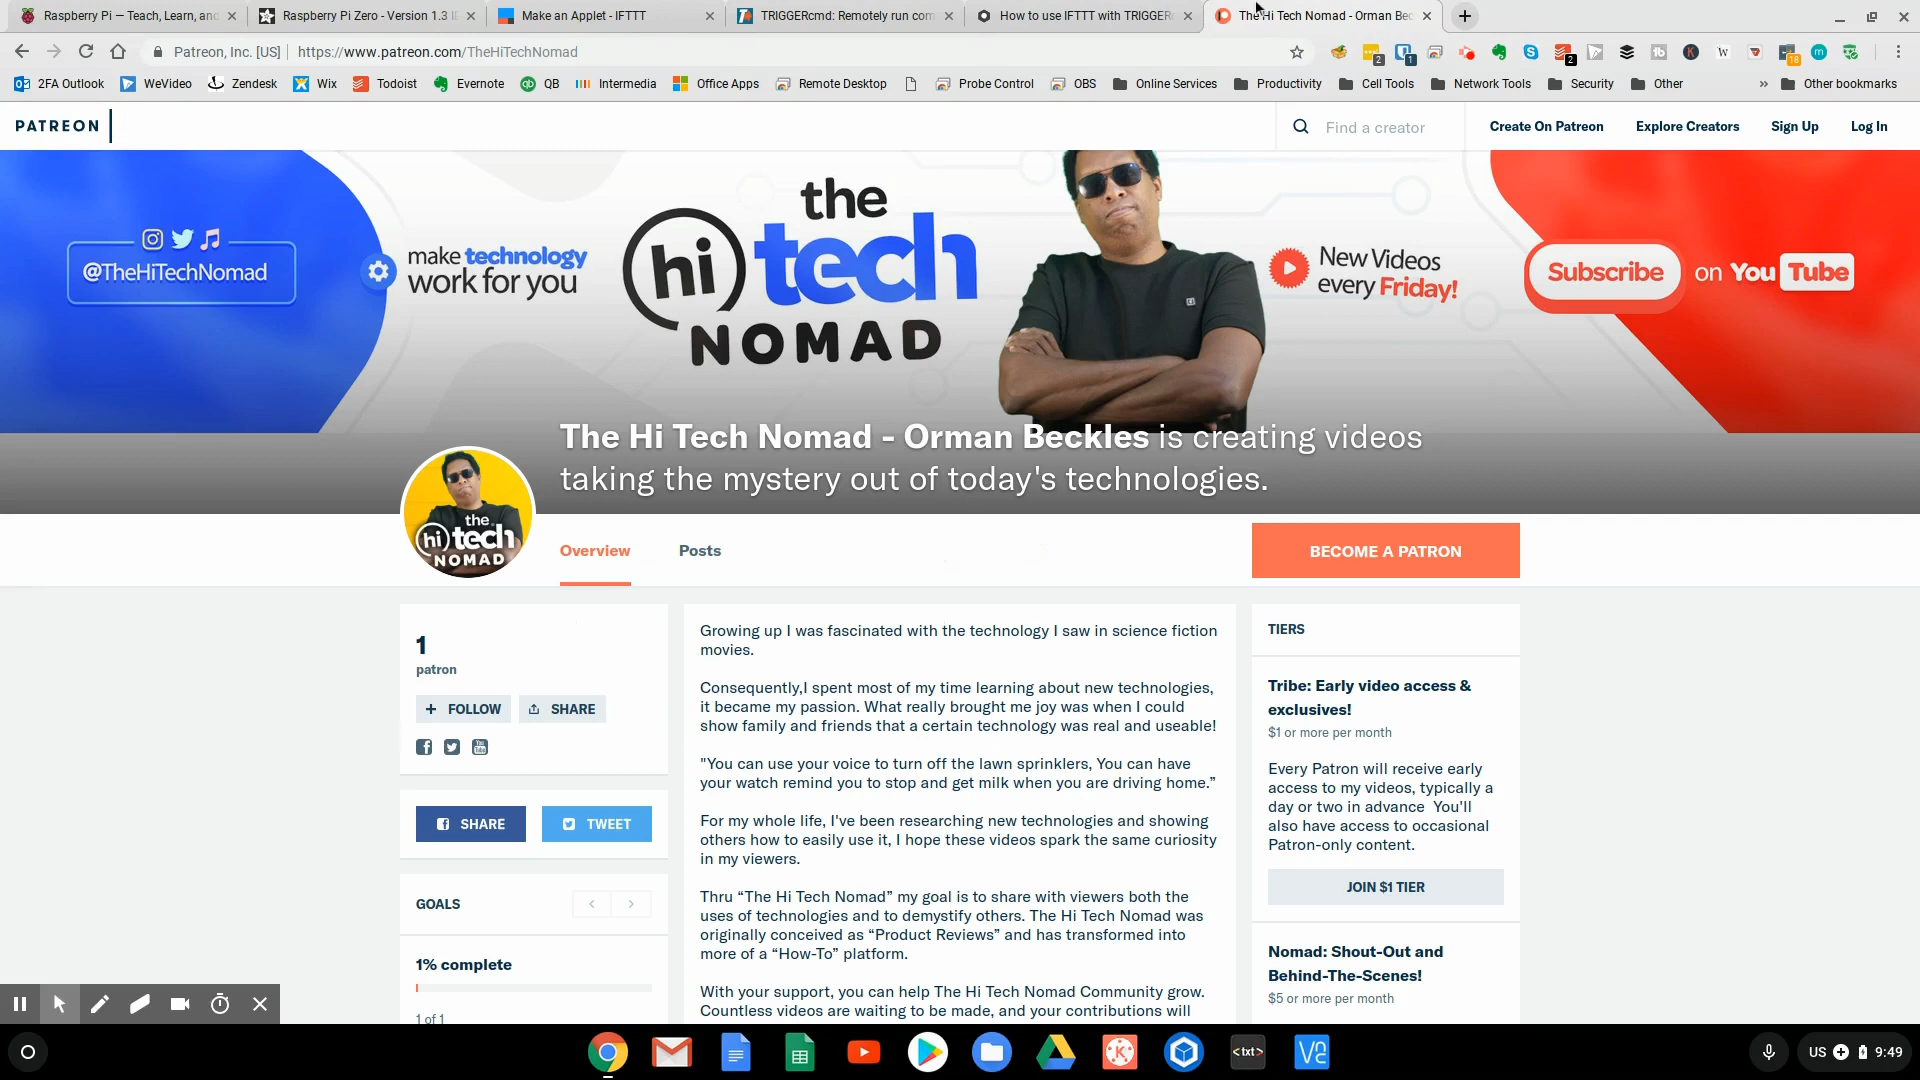 Raspberry Pi — Teach, Learn, and
Raspberry Pi Zero - Version 1.3
Make an Applet - IFTTT
TRIGGERcmd: Remotely run com
How to use IFTTT with TRIGGER
The Hi Tech Nomad - Orman Bec
Patreon, Inc. [US]
https://www.patreon.com/TheHiTechNomad
2FA Outlook
WeVideo
Zendesk
Wix
Todoist
Evernote
QB
Intermedia
Office Apps
Remote Desktop
Probe Control
OBS
Online Services
Productivity
Cell Tools
Network Tools
Security
Other
»
Other bookmarks
PATREON
Find a creator
Create On Patreon
Explore Creators
Sign Up
Log In
@TheHiTechNomad
make technology
work for you
the
hi tech
NOMAD
New Videos
every Friday!
Subscribe on YouTube
The Hi Tech Nomad - Orman Beckles is creating videos
taking the mystery out of today's technologies.
the
hi tech
NOMAD
Overview
Posts
BECOME A PATRON
1
patron
+ FOLLOW
SHARE
SHARE
TWEET
GOALS
1% complete
1 of 1
Growing up I was fascinated with the technology I saw in science fiction
movies.
Consequently,I spent most of my time learning about new technologies,
it became my passion. What really brought me joy was when I could
show family and friends that a certain technology was real and useable!
"You can use your voice to turn off the lawn sprinklers, You can have
your watch remind you to stop and get milk when you are driving home.”
For my whole life, I've been researching new technologies and showing
others how to easily use it, I hope these videos spark the same curiosity
in my viewers.
Thru “The Hi Tech Nomad” my goal is to share with viewers both the
uses of technologies and to demystify others. The Hi Tech Nomad was
originally conceived as “Product Reviews” and has transformed into
more of a “How-To” platform.
With your support, you can help The Hi Tech Nomad Community grow.
Countless videos are waiting to be made, and your contributions will
TIERS
Tribe: Early video access &
exclusives!
$1 or more per month
Every Patron will receive early
access to my videos, typically a
day or two in advance You'll
also have access to occasional
Patron-only content.
JOIN $1 TIER
Nomad: Shout-Out and
Behind-The-Scenes!
$5 or more per month
<txt>
US
9:49